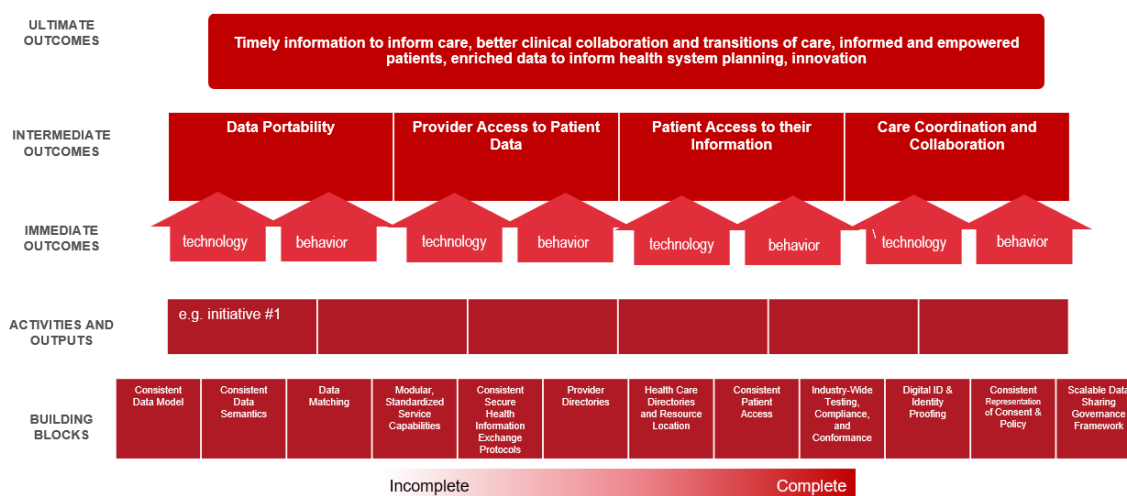 ULTIMATE
OUTCOMES
Timely information to inform care, better clinical collaboration and transitions of care, informed and empowered
patients, enriched data to inform health system planning, innovation
INTERMEDIATE
OUTCOMES
Data Portability
Provider Access to Patient
Data
Patient Access to their
Information
Care Coordination and
Collaboration
IMMEDIATE
OUTCOMES
technology
behavior
technology
behavior
technology
behavior
\
technology
behavior
ACTIVITIES AND
OUTPUTS
e.g. initiative #1
BUILDING
BLOCKS
Consistent
Data Model
Consistent
Data
Semantics
Data
Matching
Modular,
Standardized
Service
Capabilities
Consistent
Secure
Health
Information
Exchange
Protocols
Provider
Directories
Health Care
Directories
and Resource
Location
Consistent
Patient
Access
Industry-Wide
Testing,
Compliance,
and
Conformance
Digital ID &
Identity
Proofing
Consistent
Representation
of Consent &
Policy
Scalable Data
Sharing
Governance
Framework
Incomplete
Complete